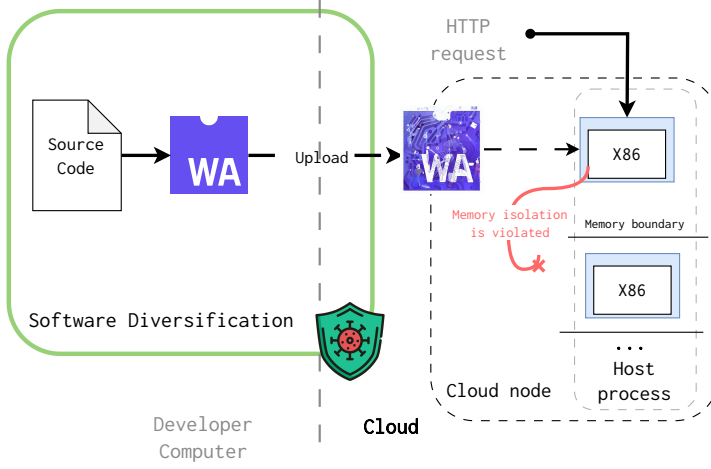 HTTP
request
Source
Code
WA
Upload
WA
X86
Memory isolation
is violated
Memory boundary
X86
Software Diversification
...
Host
process
Cloud node
Developer
Computer
Cloud